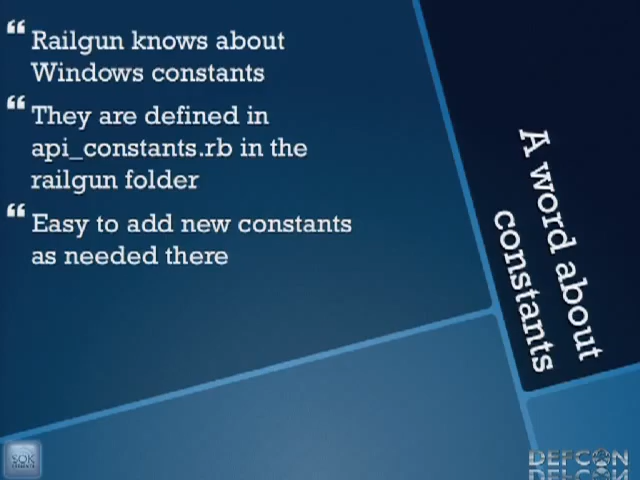 Railgun knows about
Windows constants
They are defined in
api_constants.rb in the
railgun folder
Easy to add new constants
as needed there
A word about
constants
SOK
DEFCON